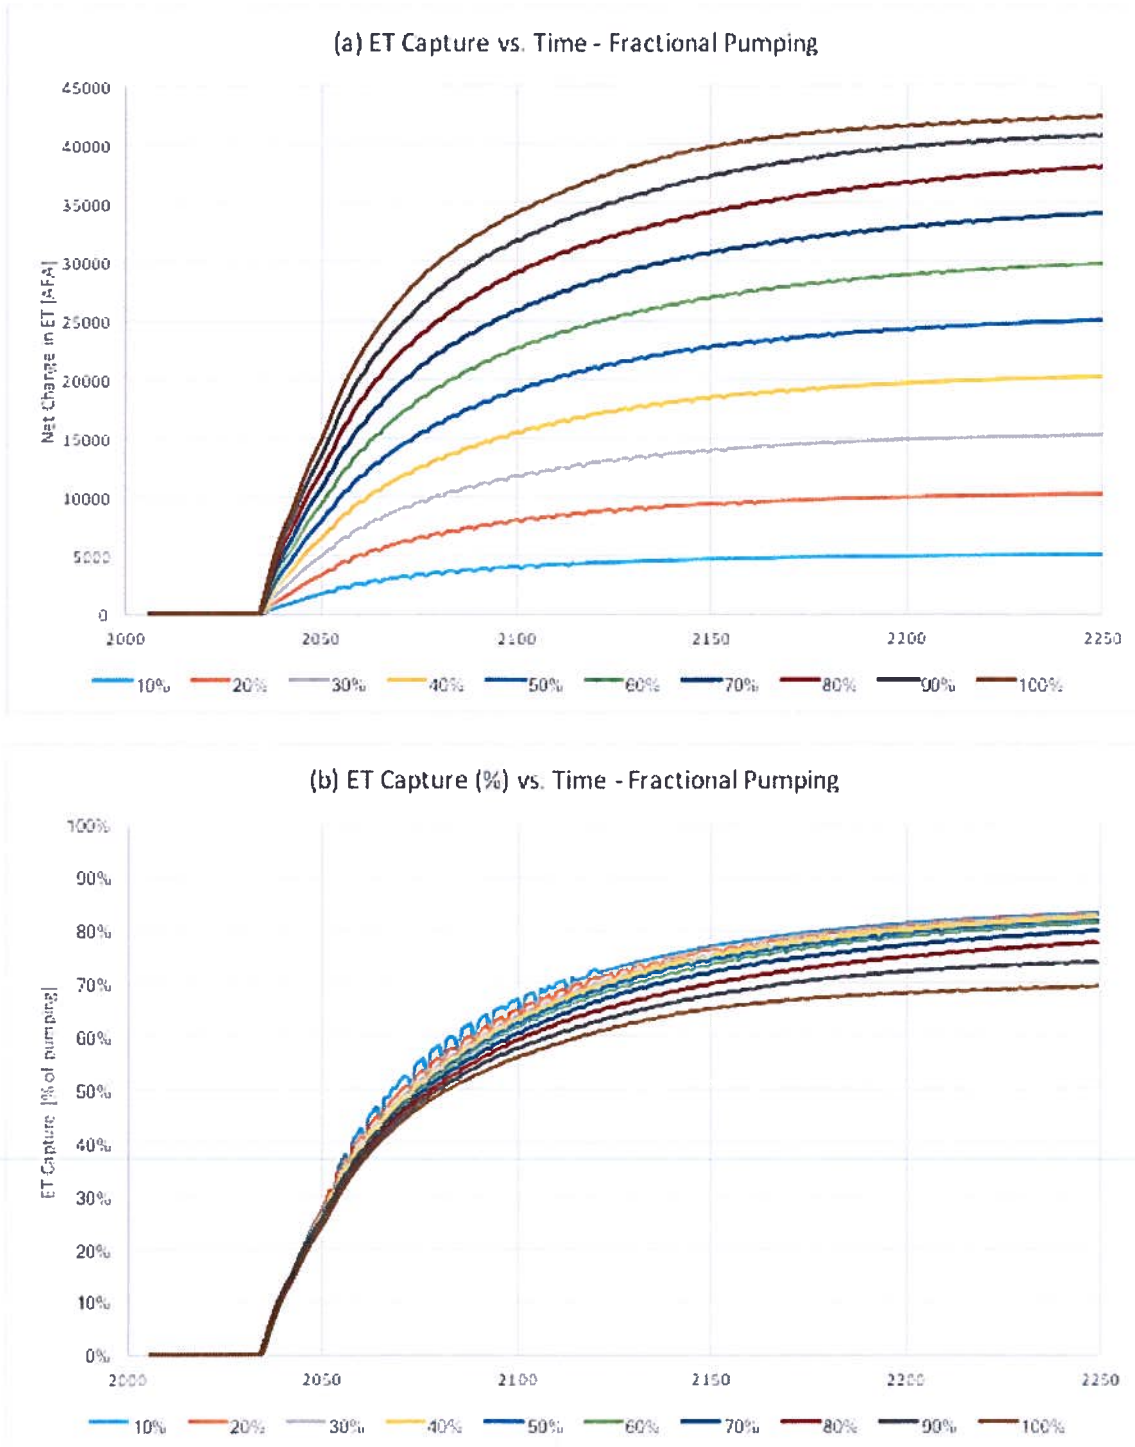 (a) ET Capture vs. Time - Fractional Pumping
45000
40000
35000
30000
25000
20000
15000
10000
5000
0
Net Change in ET [AFA]
2000 2050 2100 2150 2200 2250
10% 20% 30% 40% 50% 60% 70% 80% 90% 100%
(b) ET Capture (%) vs. Time - Fractional Pumping
100%
90%
80%
70%
60%
50%
40%
30%
20%
10%
0%
ET Capture [% of pumping]
2000 2050 2100 2150 2200 2250
10% 20% 30% 40% 50% 60% 70% 80% 90% 100%